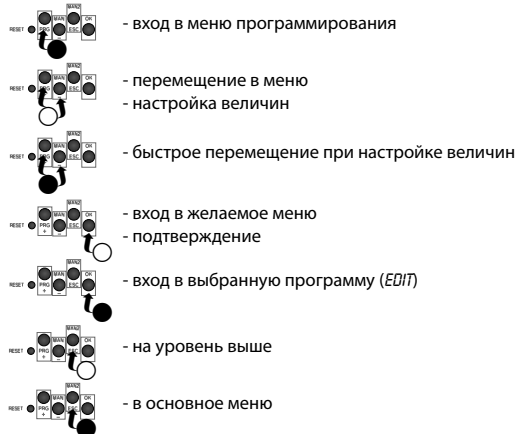 MAN2
MAN OK
RESET PRG ESC
- вход в меню программирования
MAN2
MAN OK
RESET PRG ESC
- перемещение в меню
- настройка величин
MAN2
MAN OK
RESET PRG ESC
- быстрое перемещение при настройке величин
MAN2
MAN OK
RESET PRG ESC
+ -
- вход в желаемое меню
- подтверждение
MAN2
MAN OK
RESET PRG ESC
+ -
- вход в выбранную программу (EDIT)
MAN2
MAN OK
RESET PRG ESC
+ -
- на уровень выше
MAN2
MAN OK
RESET PRG ESC
+ -
- в основное меню